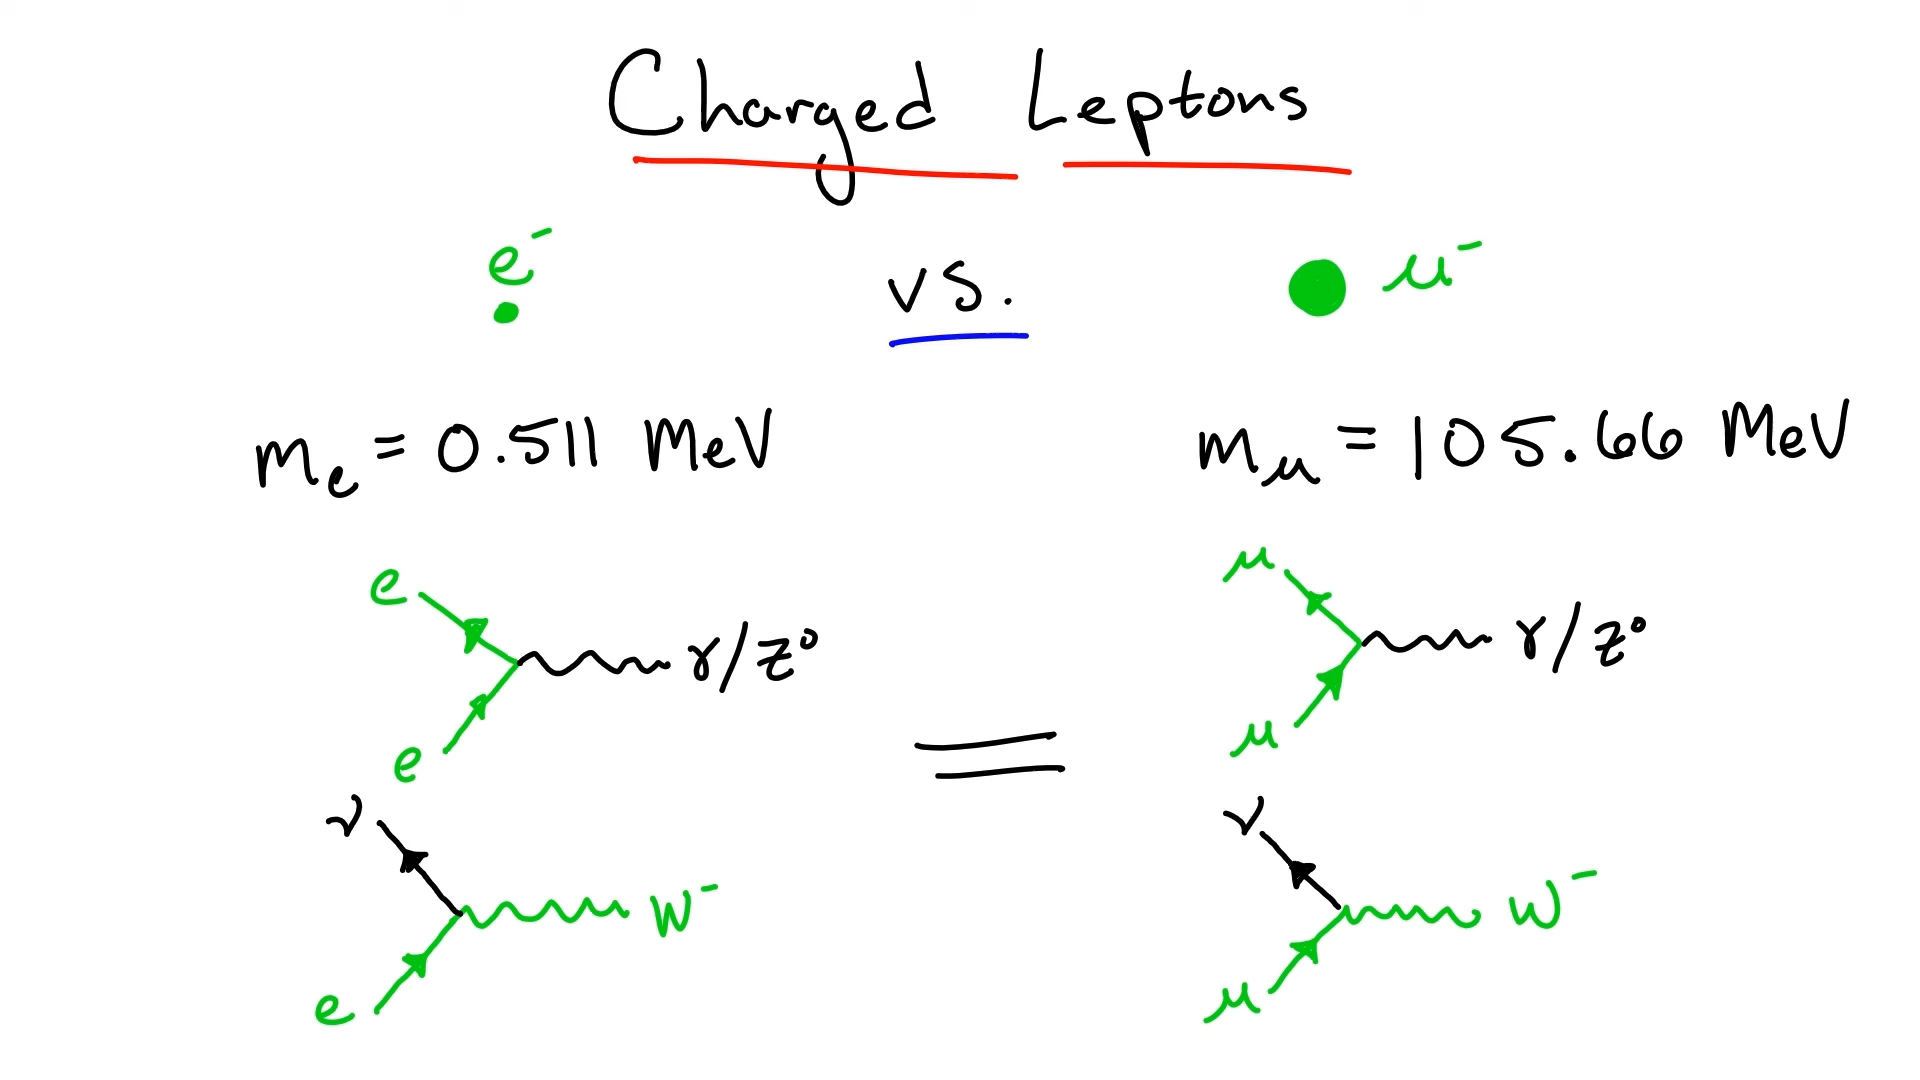 Charged Leptons
e⁻ vs. μ⁻
mₑ = 0.511 MeV
m_μ = 105.66 MeV
e
γ/Z⁰
e
μ
γ/Z⁰
μ
=
ν
W⁻
e
ν
W⁻
μ